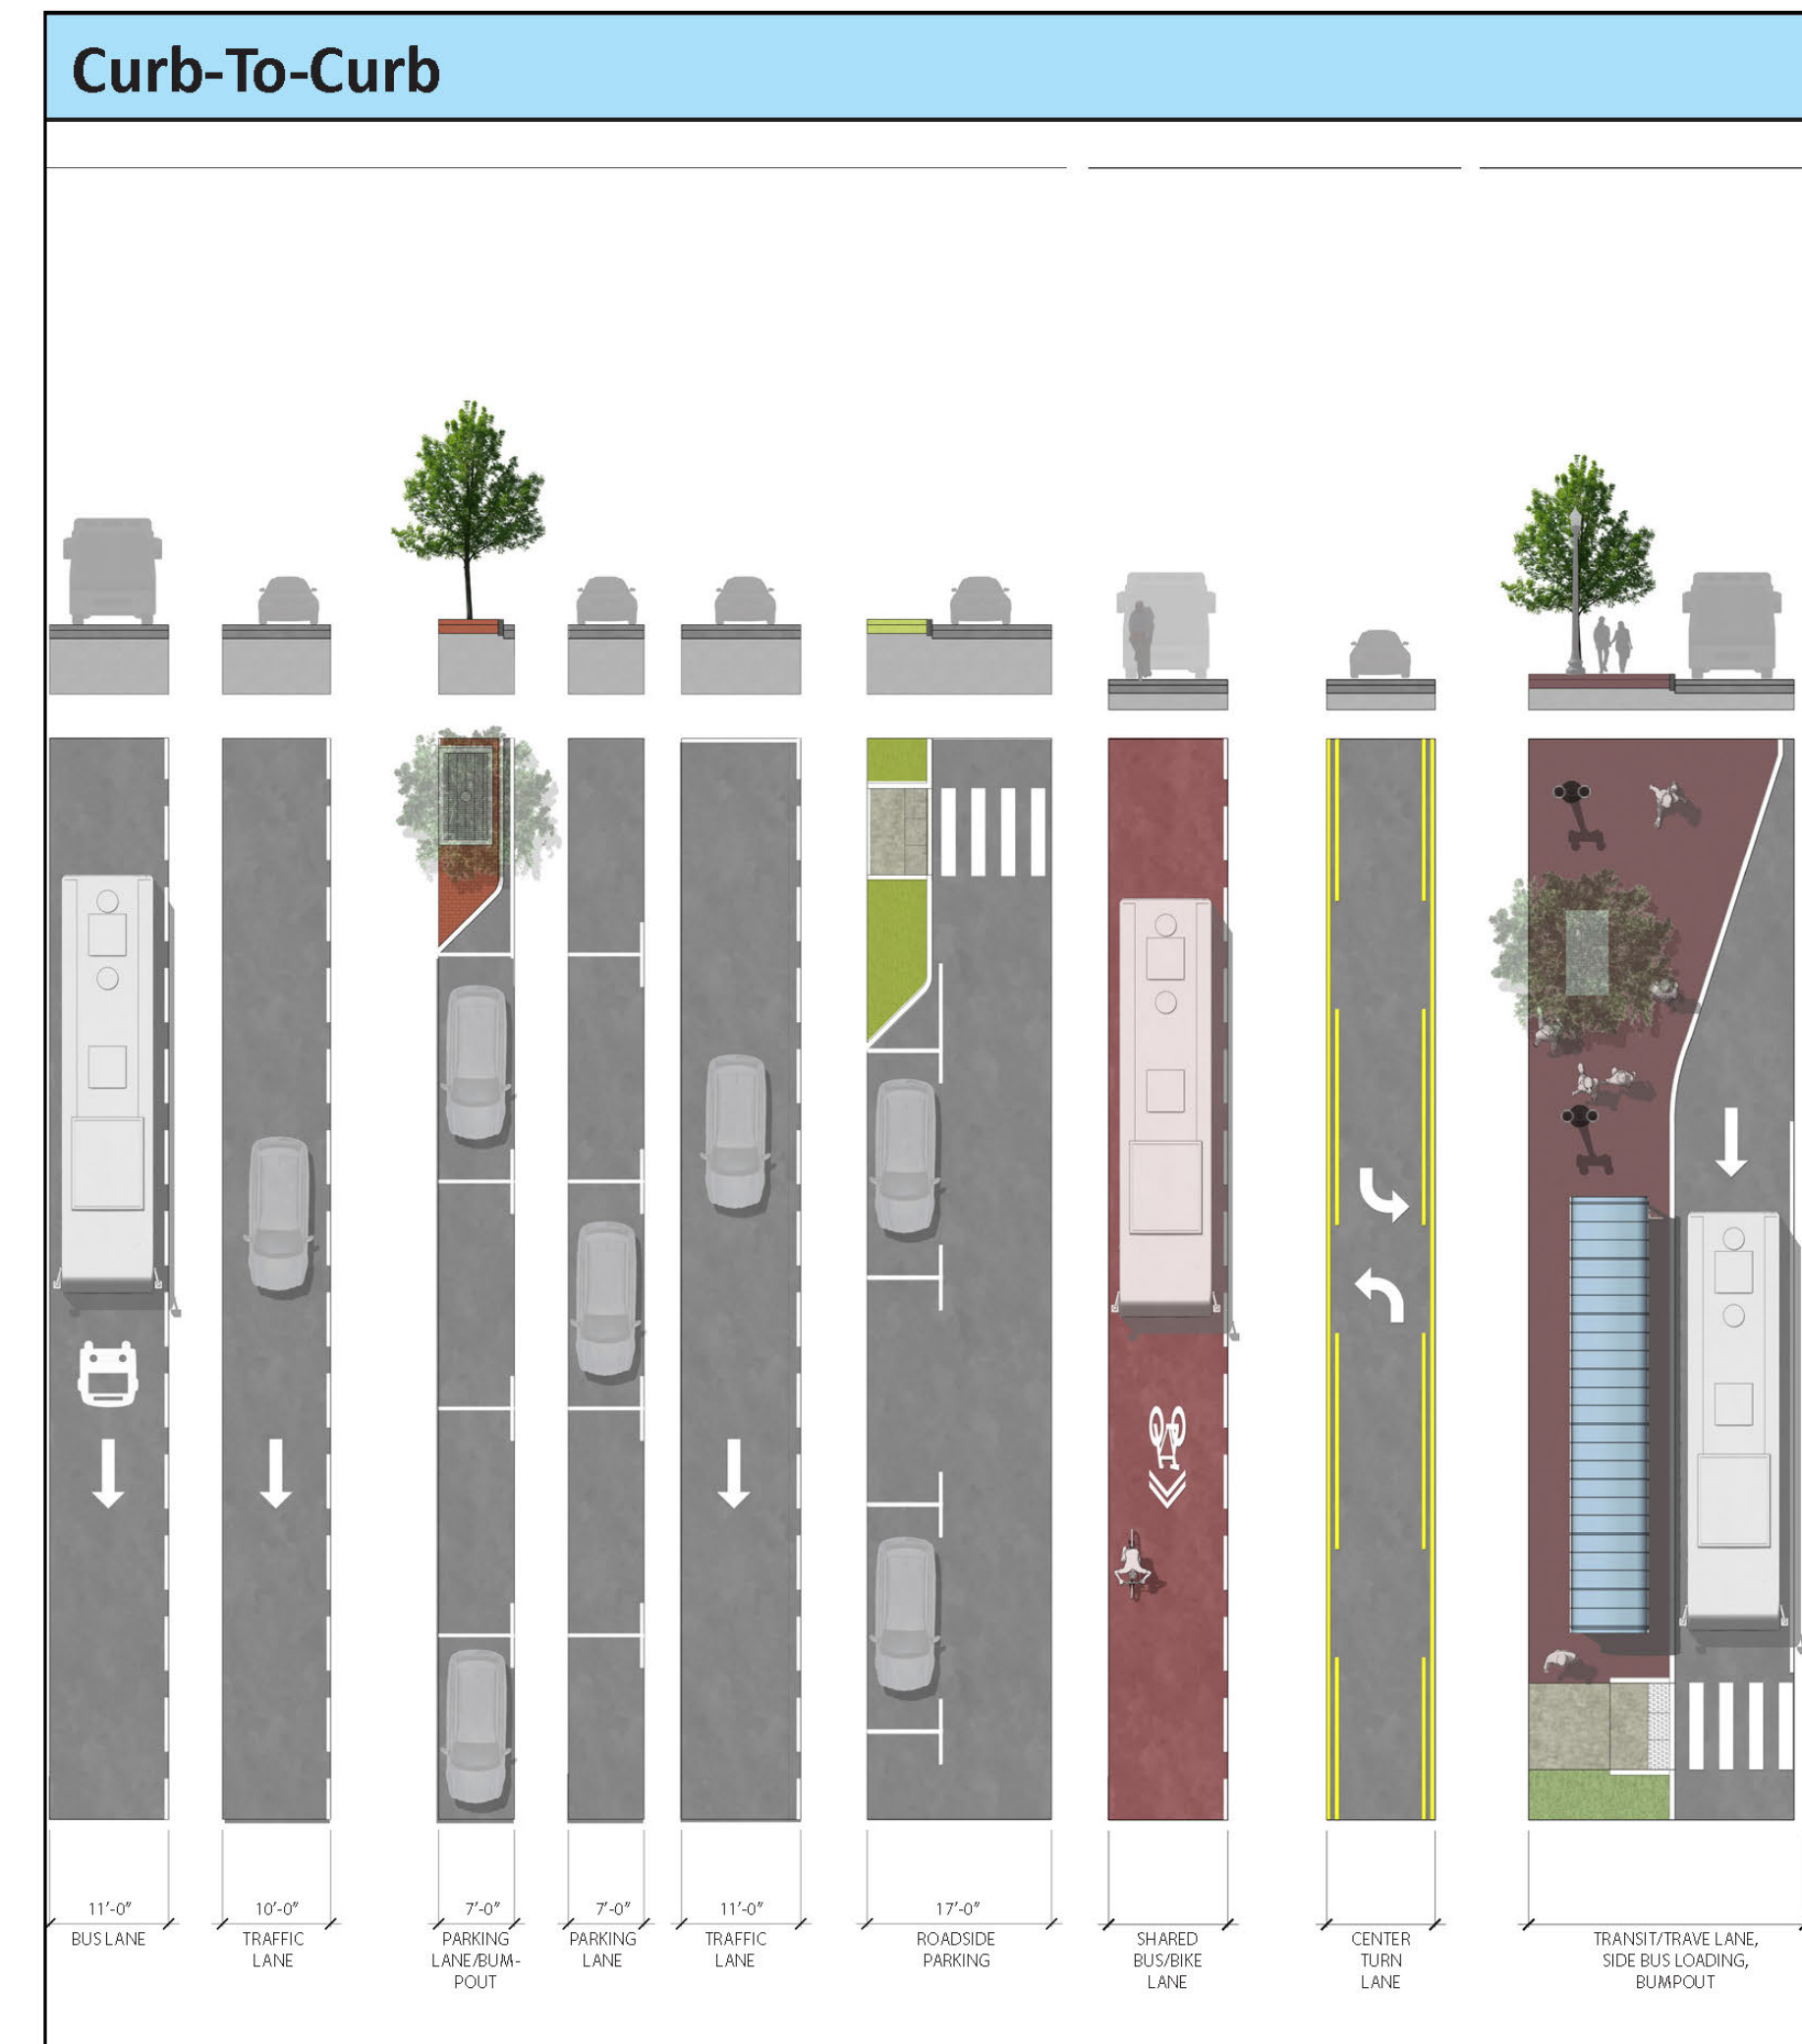 Curb-To-Curb
11'-0"
10'-0"
7'-0"
7'-0"
11'-0"
17'-0"
BUS LANE
TRAFFIC
LANE
PARKING
LANE/BUM-
POUT
PARKING
LANE
TRAFFIC
LANE
ROADSIDE
PARKING
SHARED
BUS/BIKE
LANE
CENTER
TURN
LANE
TRANSIT/TRAVE LANE,
SIDE BUS LOADING,
BUMPOUT